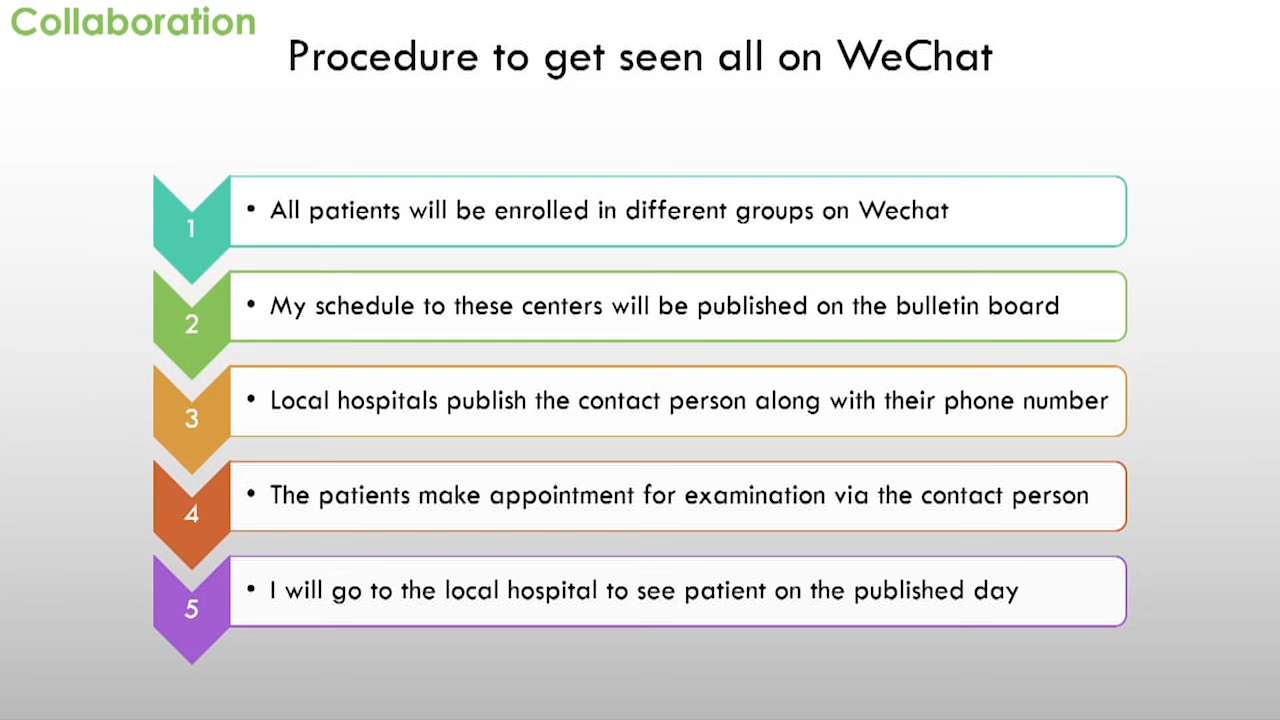 Collaboration
Procedure to get seen all on WeChat
1
• All patients will be enrolled in different groups on Wechat
2
• My schedule to these centers will be published on the bulletin board
3
• Local hospitals publish the contact person along with their phone number
4
• The patients make appointment for examination via the contact person
5
• I will go to the local hospital to see patient on the published day